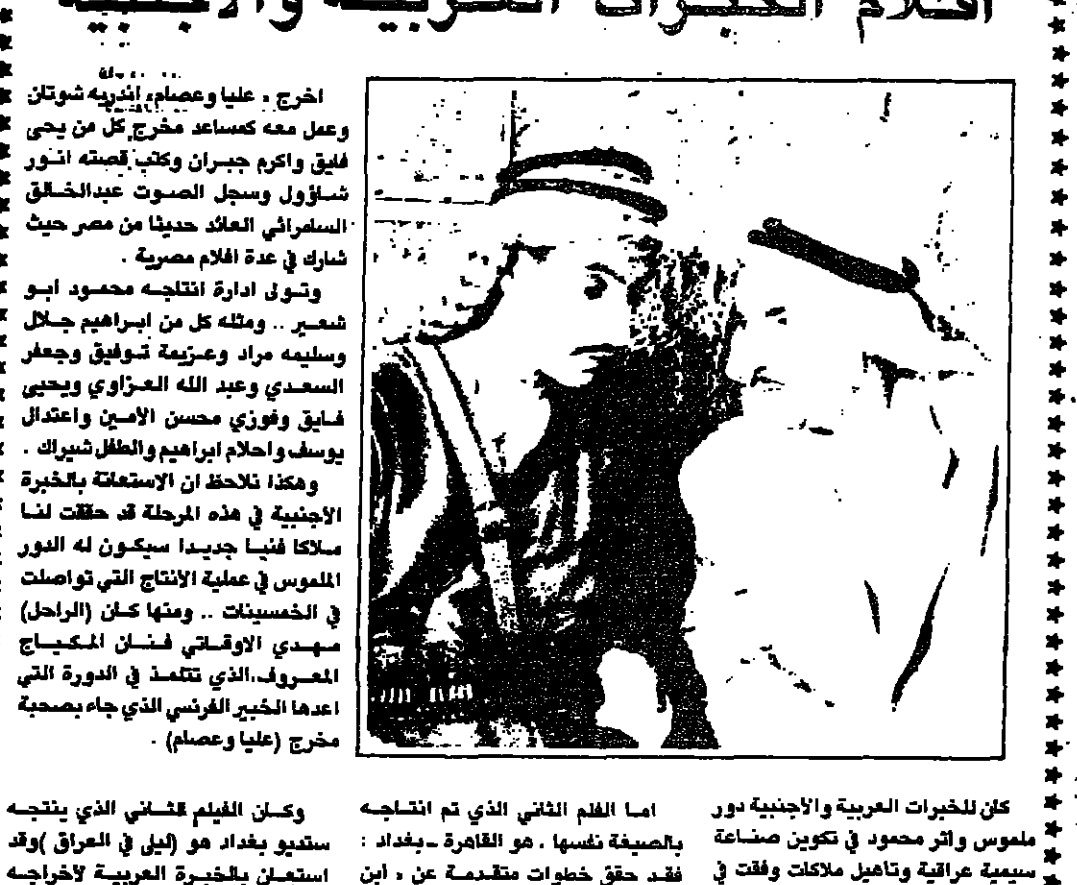 افلام الخبرات العربية والاجنبية
كان للخبرات العربية والأجنبية دور
ملموس واثر محمود في تكوين صناعة
سيمية عراقية وتاهيل ملاكات وفقت في
اما الفلم الثاني الذي تم انتاجه
بالصيغة نفسها . هو القاهرة ـ بغداد :
فقد حقق خطوات متقدمة عن ، ابن
اخرج ، عليا وعصام، اندريه شوتان
وعمل معه كمساعد مخرج كل من يحى
فايق واكرم جبران وكتب قصته انور
شاؤول وسجل الصوت عبدالخالق
السامرائي العائد حديثا من مصر حيث
شارك في عدة افلام مصرية .
وتولى ادارة انتاجه محمود ابو
شعير .. ومثله كل من ابراهيم جلال
وسليمه مراد وعزيمة توفيق وجعفر
السعدي وعبد الله العزاوي ويحيى
فايق وفوزي محسن الأمين واعتدال
يوسف واحلام ابراهيم والطفل شيراك .
وهكذا نلاحظ ان الاستعانة بالخبرة
الأجنبية في هذه المرحلة قد حققت لنا
ملاكا فنيا جديدا سيكون له الدور
الملموس في عملية الأنتاج التي تواصلت
في الخمسينات .. ومنها كان (الراحل)
مهدي الاوقاتي فنان المكياج
المعروف.الذي تتلمذ في الدورة التي
اعدها الخبير الفرنسي الذي جاء بصحبة
مخرج (عليا وعصام) .
وكان الفيلم الثاني الذي ينتجه
ستديو بغداد هو (ليلى في العراق )وقد
استعان بالخبرة العربية لأخراجه